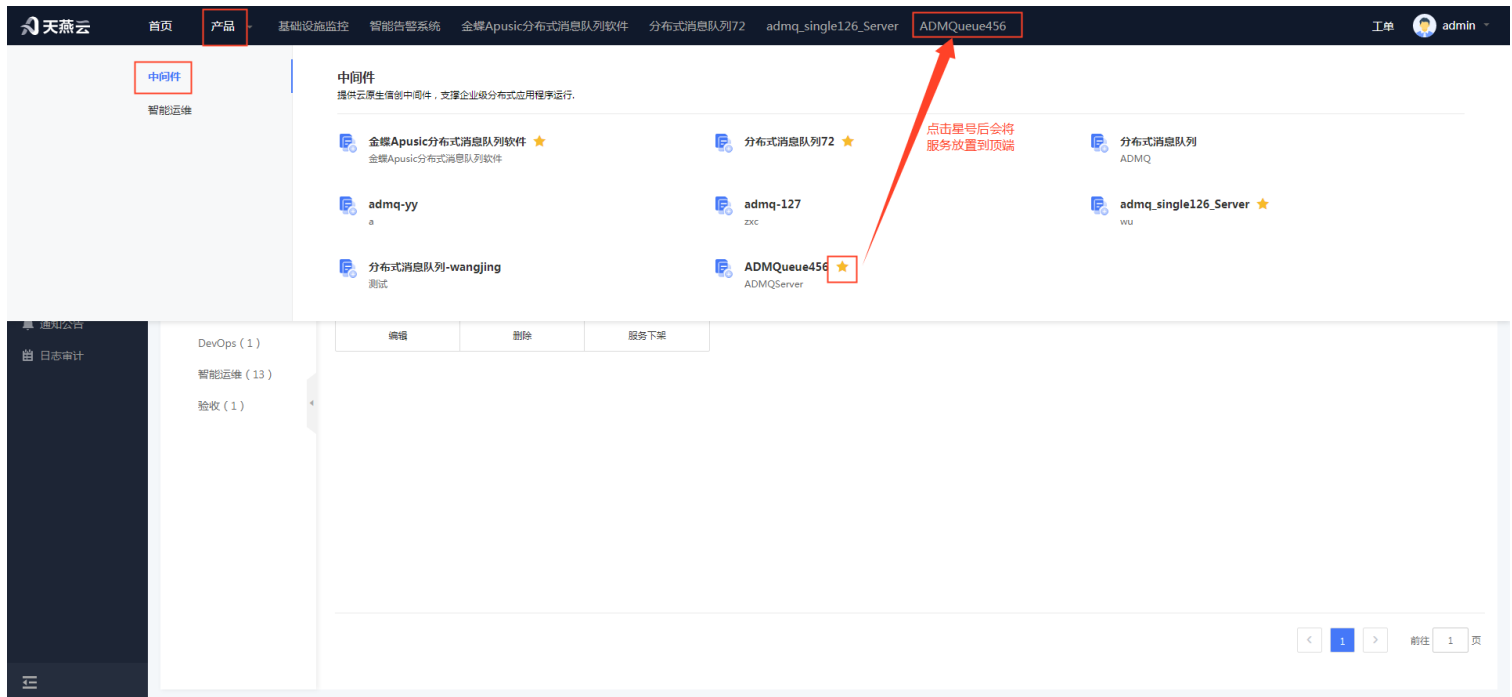 天燕云
首页
产品
基础设施监控
智能告警系统
金蝶Apusic分布式消息队列软件
分布式消息队列72
admq_single126_Server
ADMQueue456
工单
admin
中间件
智能运维
中间件
提供云原生信创中间件，支撑企业级分布式应用程序运行.
点击星号后会将
服务放置到顶端
金蝶Apusic分布式消息队列软件
金蝶Apusic分布式消息队列软件
分布式消息队列72
分布式消息队列
ADMQ
admq-yy
a
admq-127
zxc
admq_single126_Server
wu
分布式消息队列-wangjing
测试
ADMQueue456
ADMQServer
通知公告
日志审计
DevOps ( 1 )
智能运维 ( 13 )
验收 ( 1 )
编辑
删除
服务下架
1
前往 1 页